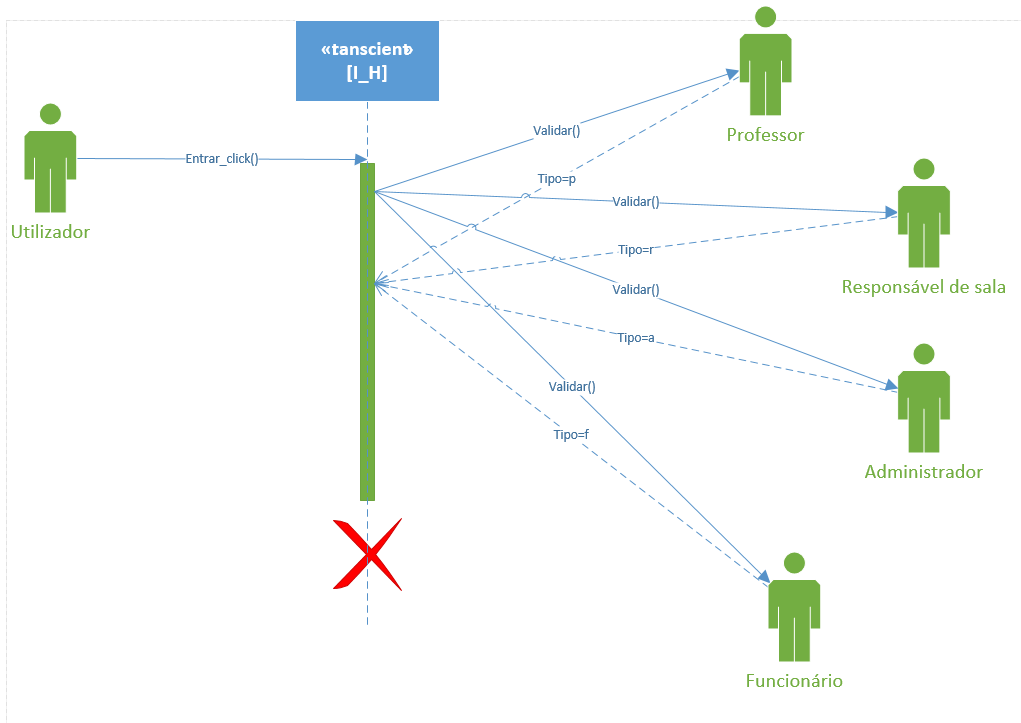 «tanscient»
[I_H]
Professor
Validar()
Entrar_click()
Tipo=p
Validar()
Utilizador
Tipo=r
Responsável de sala
Validar()
Tipo=a
Validar()
Tipo=f
Administrador
Funcionário